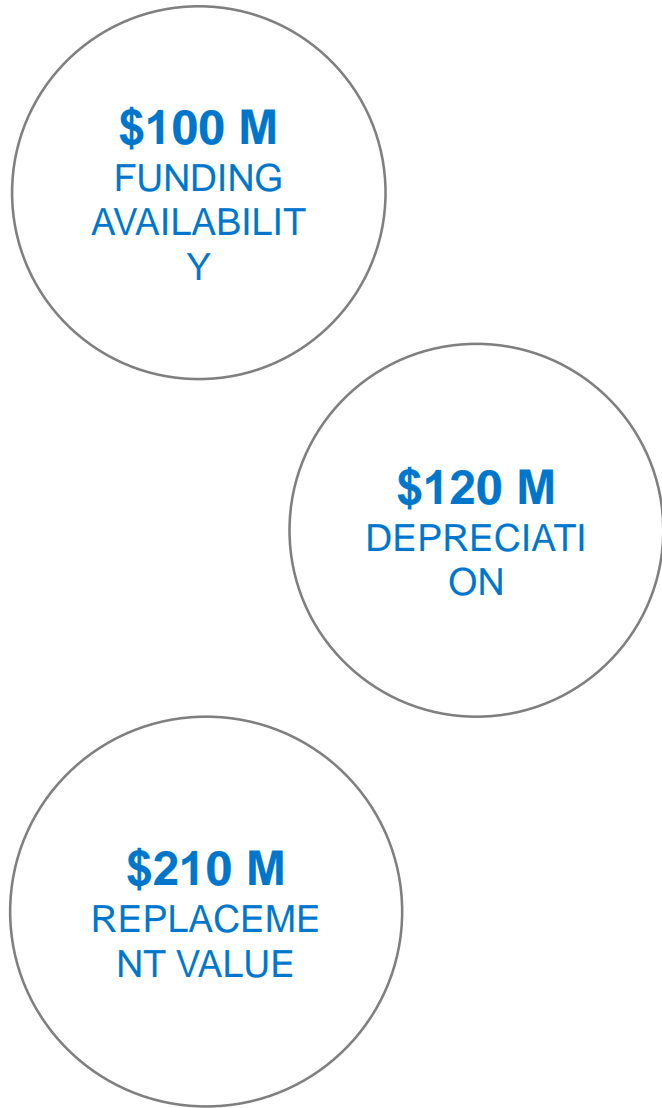 $100 M
FUNDING
AVAILABILIT
Y
$120 M
DEPRECIATI
ON
$210 M
REPLACEME
NT VALUE